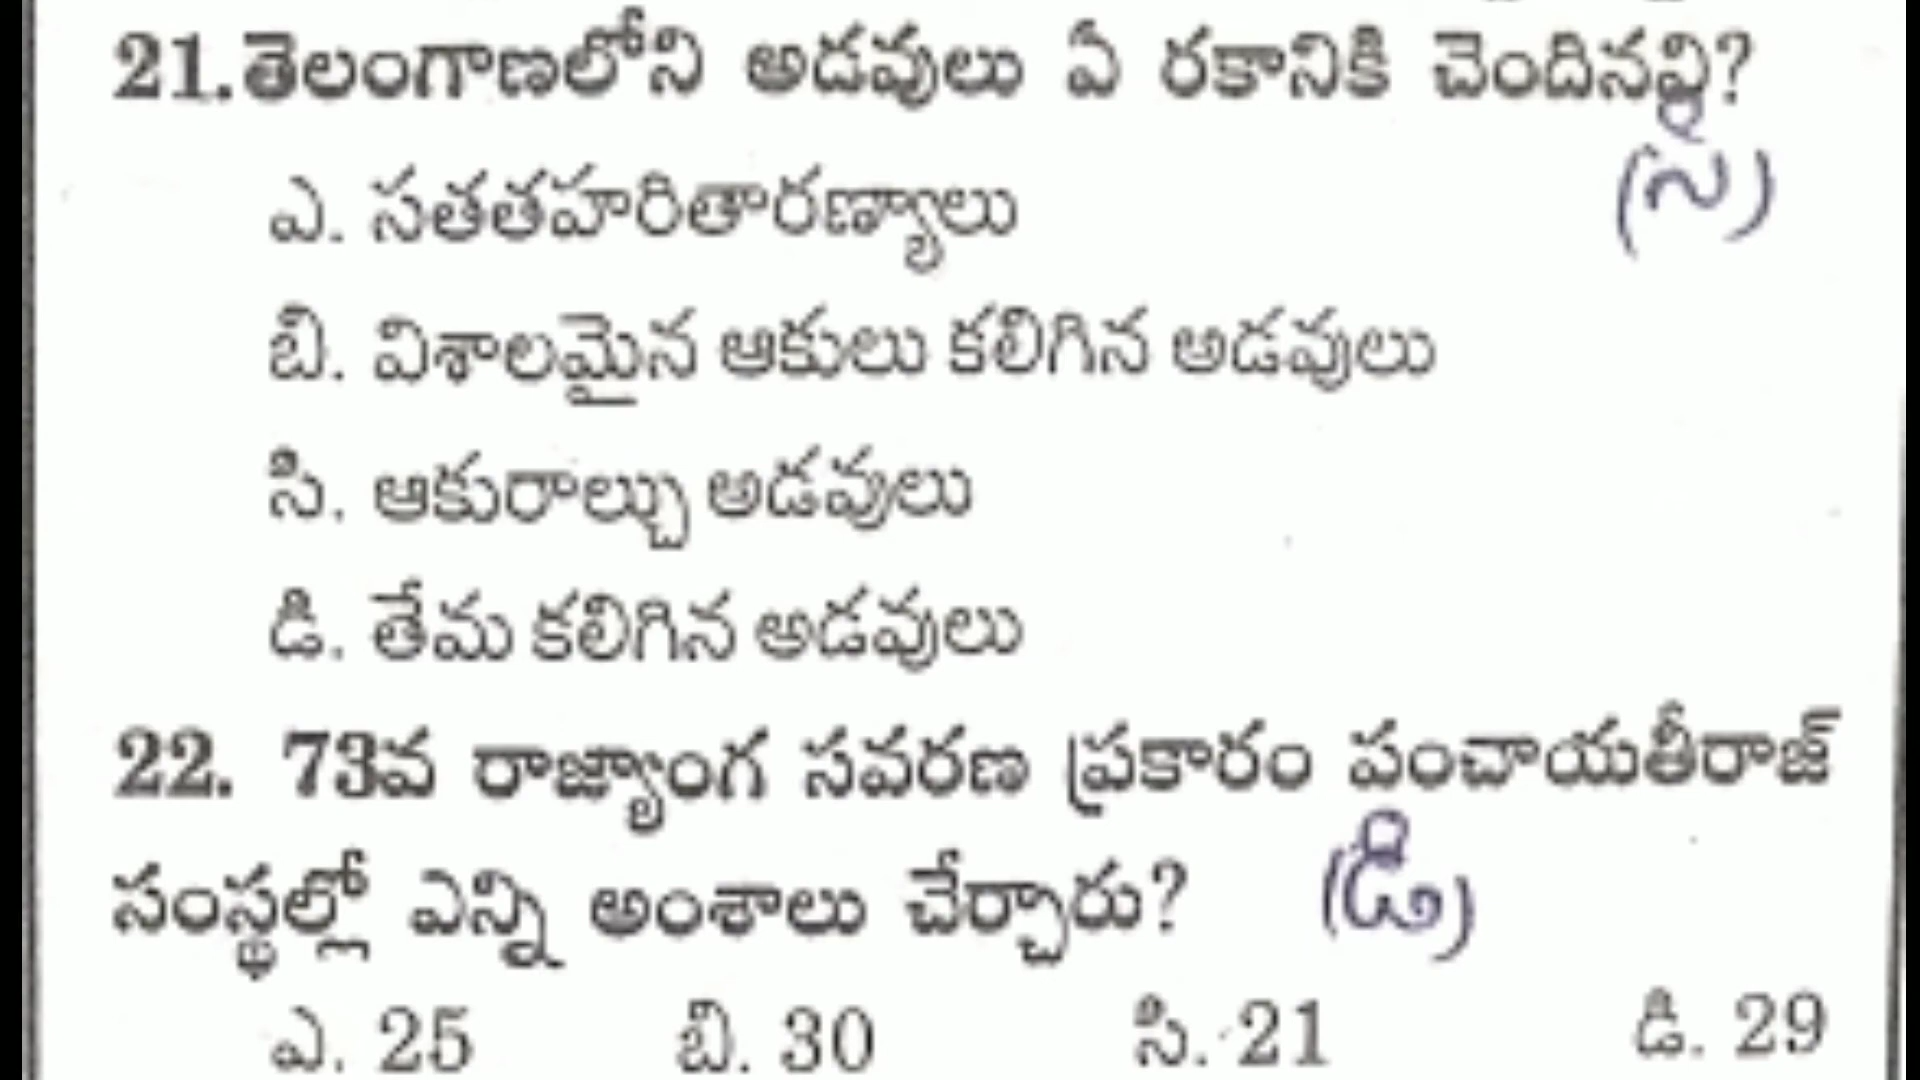 21.తెలంగాణలోని అడవులు ఏ రకానికి చెందినవి?
(సి)
ఎ. సతతహరితారణ్యాలు
బి. విశాలమైన ఆకులు కలిగిన అడవులు
సి. ఆకురాల్చు అడవులు
డి. తేమ కలిగిన అడవులు
22. 73వ రాజ్యాంగ సవరణ ప్రకారం పంచాయతీరాజ్
సంస్థల్లో ఎన్ని అంశాలు చేర్చారు? (డి)
ఎ. 25 బి. 30 సి. 21 డి. 29